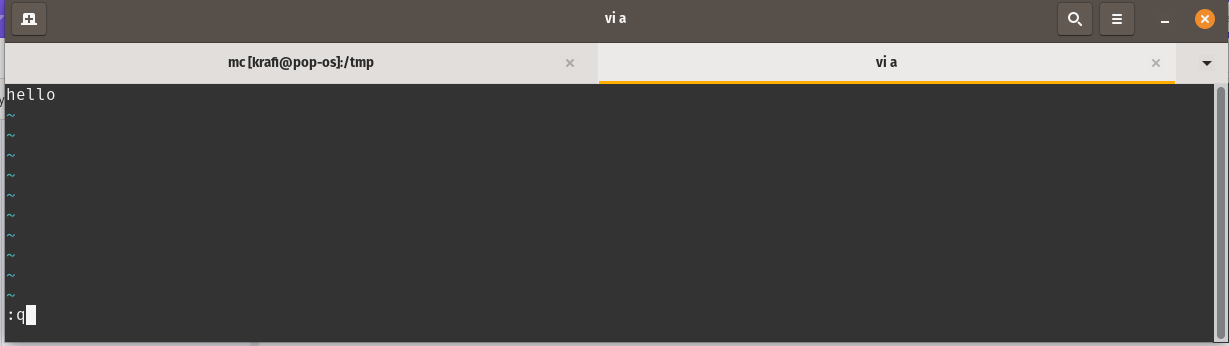 vi a
mc [krafi@pop-os]:/tmp
vi a
hello
~
~
~
~
~
~
~
~
~
~
:q